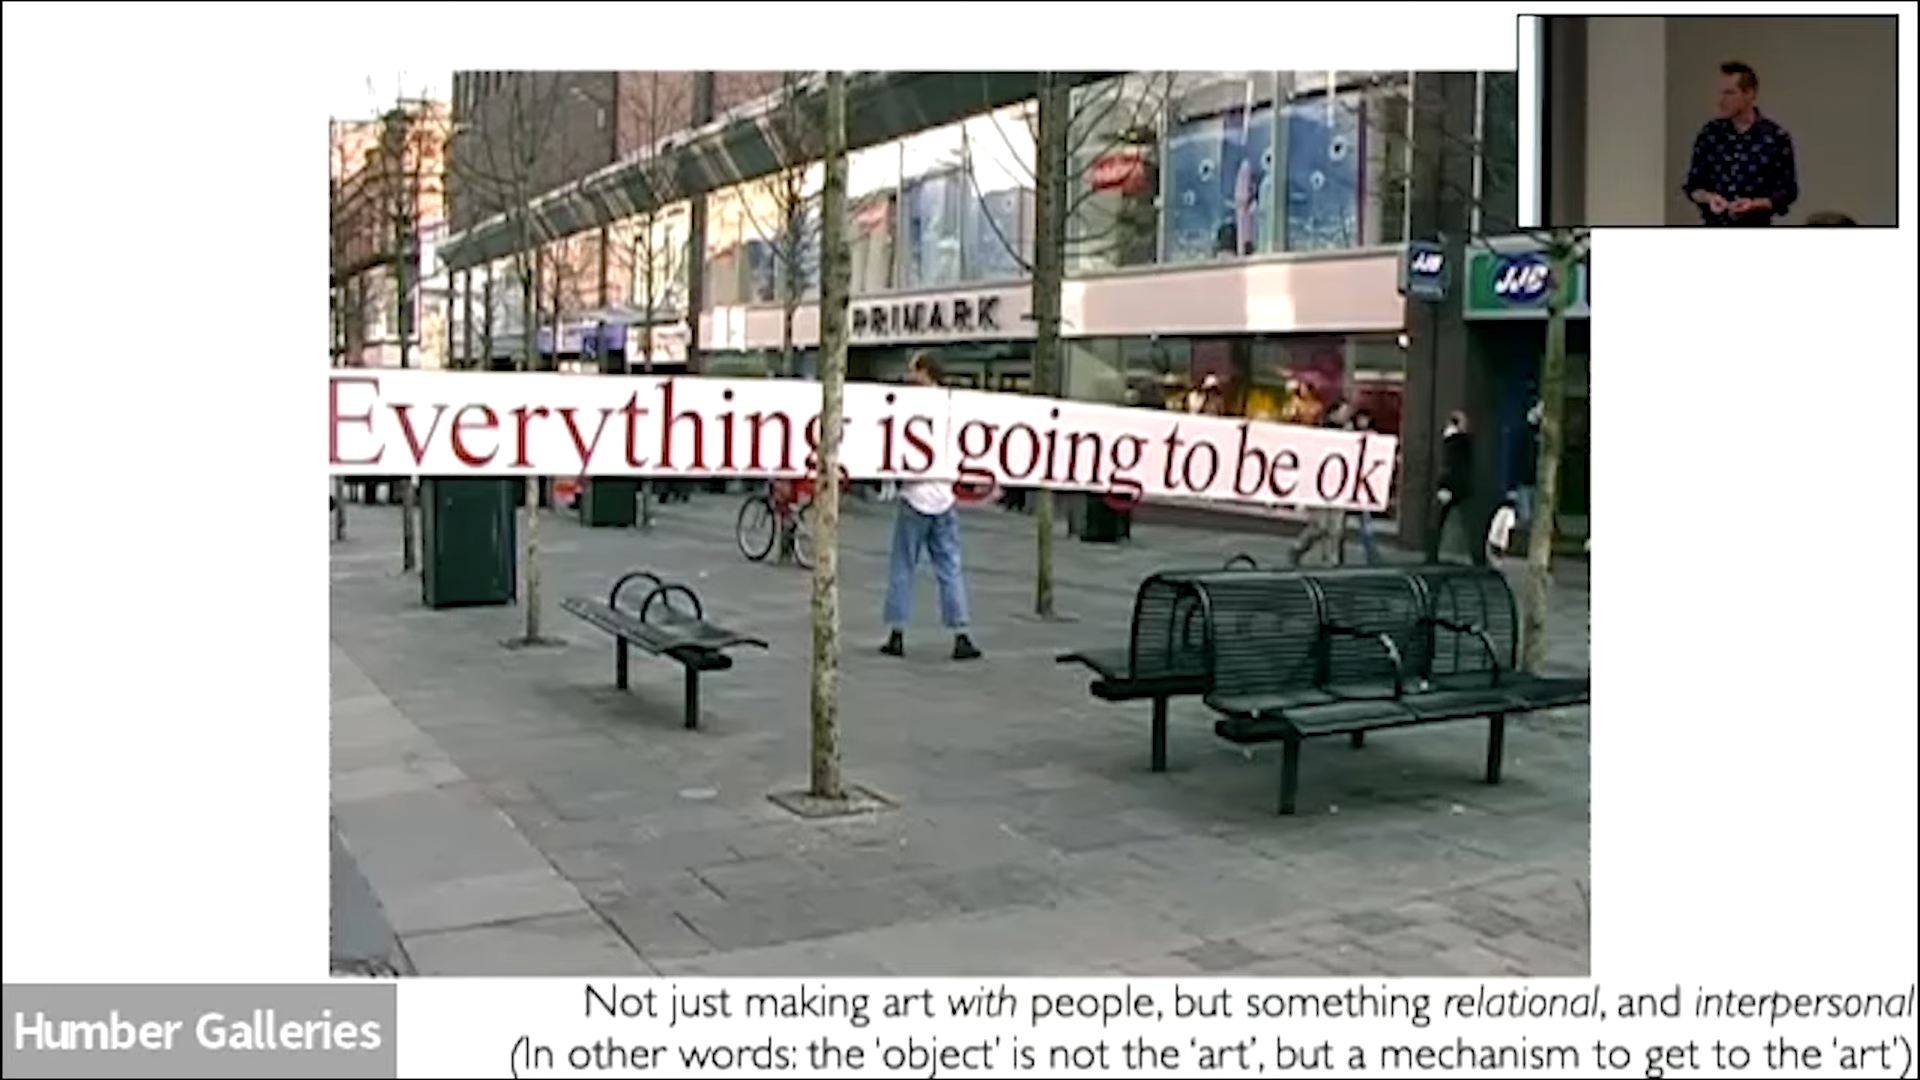 PRIMARK
JJB
JJB
Everything is going to be ok
Humber Galleries
Not just making art with people, but something relational, and interpersonal
(In other words: the 'object' is not the 'art', but a mechanism to get to the 'art')